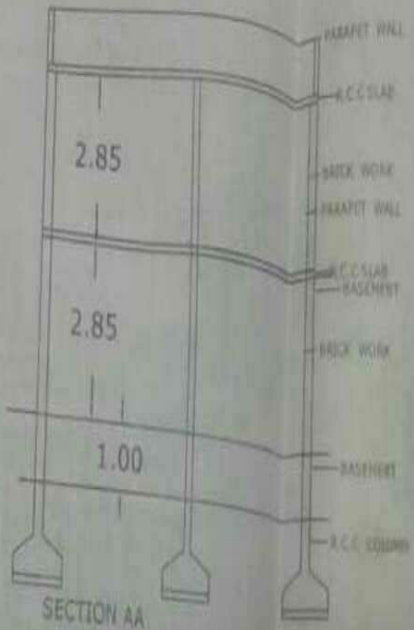 PARAPET WALL
R.C.C SLAB
2.85
BRICK WORK
PARAPET WALL
R.C.C SLAB
BASEMENT
2.85
BRICK WORK
1.00
BASEMENT
R.C.C COLUMN
SECTION AA